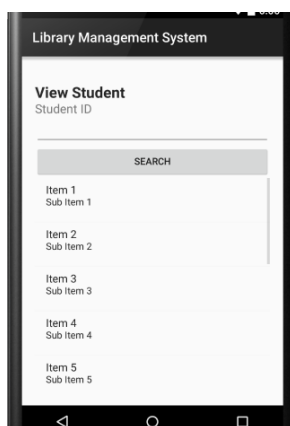 Library Management System
View Student
Student ID
SEARCH
Item 1
Sub Item 1
Item 2
Sub Item 2
Item 3
Sub Item 3
Item 4
Sub Item 4
Item 5
Sub Item 5